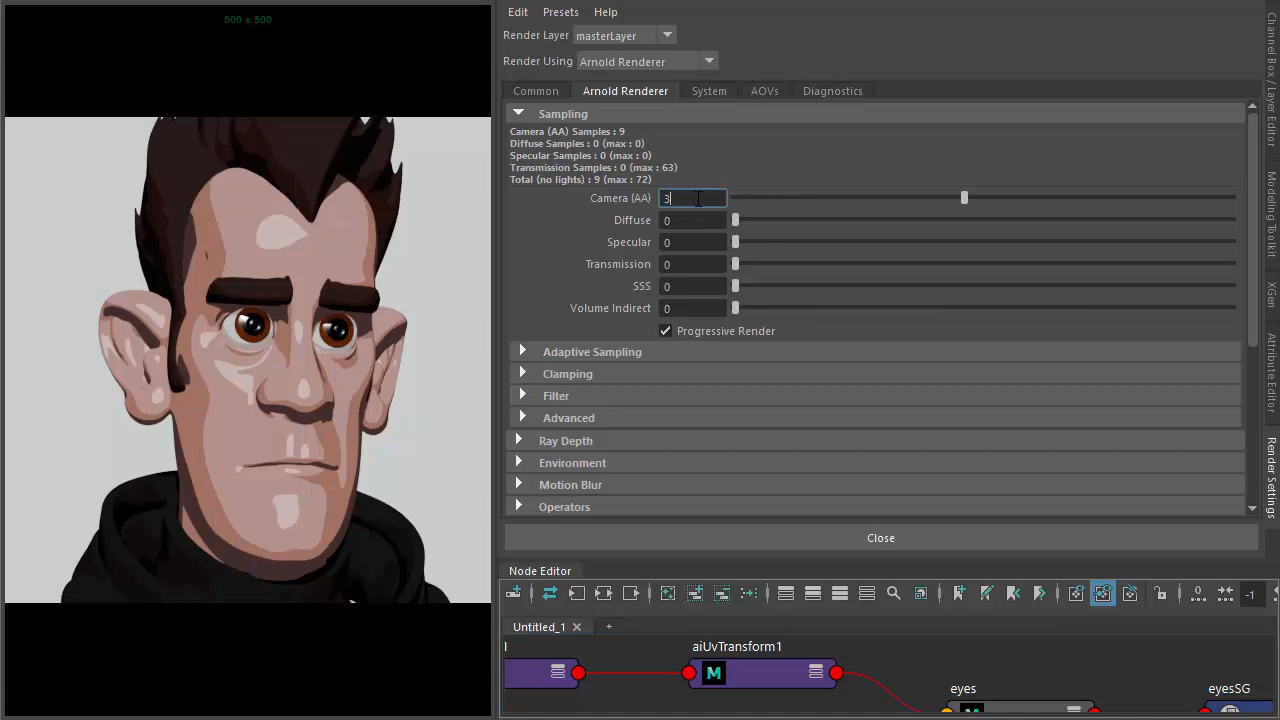 500 x 500
Edit Presets Help
Render Layer masterLayer
Render Using Arnold Renderer
Common Arnold Renderer System AOVs Diagnostics
Sampling
Camera (AA) Samples : 9
Diffuse Samples : 0 (max : 0)
Specular Samples : 0 (max : 0)
Transmission Samples : 0 (max : 63)
Total (no lights) : 9 (max : 72)
Camera (AA) 3
Diffuse 0
Specular 0
Transmission 0
SSS 0
Volume Indirect 0
Progressive Render
Adaptive Sampling
Clamping
Filter
Advanced
Ray Depth
Environment
Motion Blur
Operators
Close
Channel Box / Layer Editor
Modeling Toolkit
XGen
Attribute Editor
Render Settings
Node Editor
0 -1
Untitled_1 +
l aiUvTransform1
M
eyes eyesSG